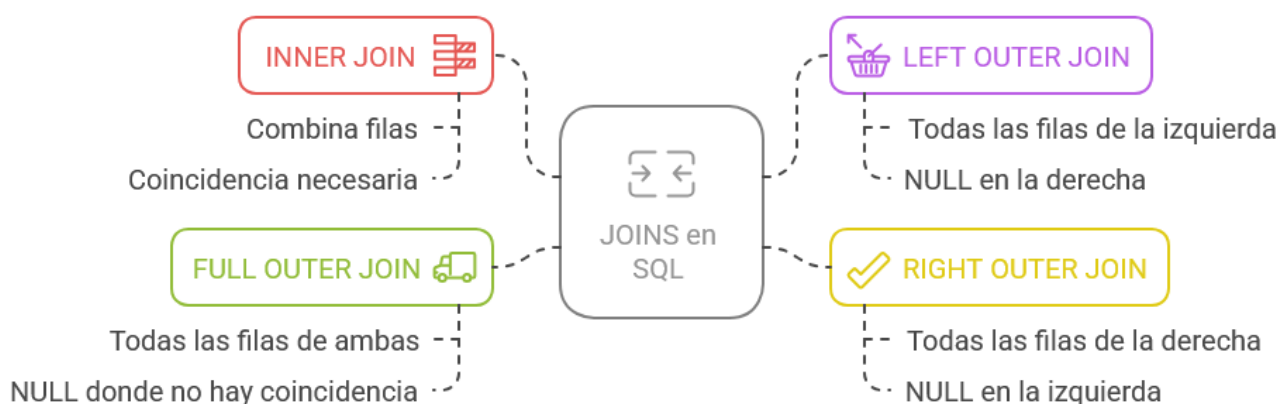 INNER JOIN
Combina filas
Coincidencia necesaria
FULL OUTER JOIN
Todas las filas de ambas
NULL donde no hay coincidencia
JOINS en
SQL
LEFT OUTER JOIN
Todas las filas de la izquierda
NULL en la derecha
RIGHT OUTER JOIN
Todas las filas de la derecha
NULL en la izquierda